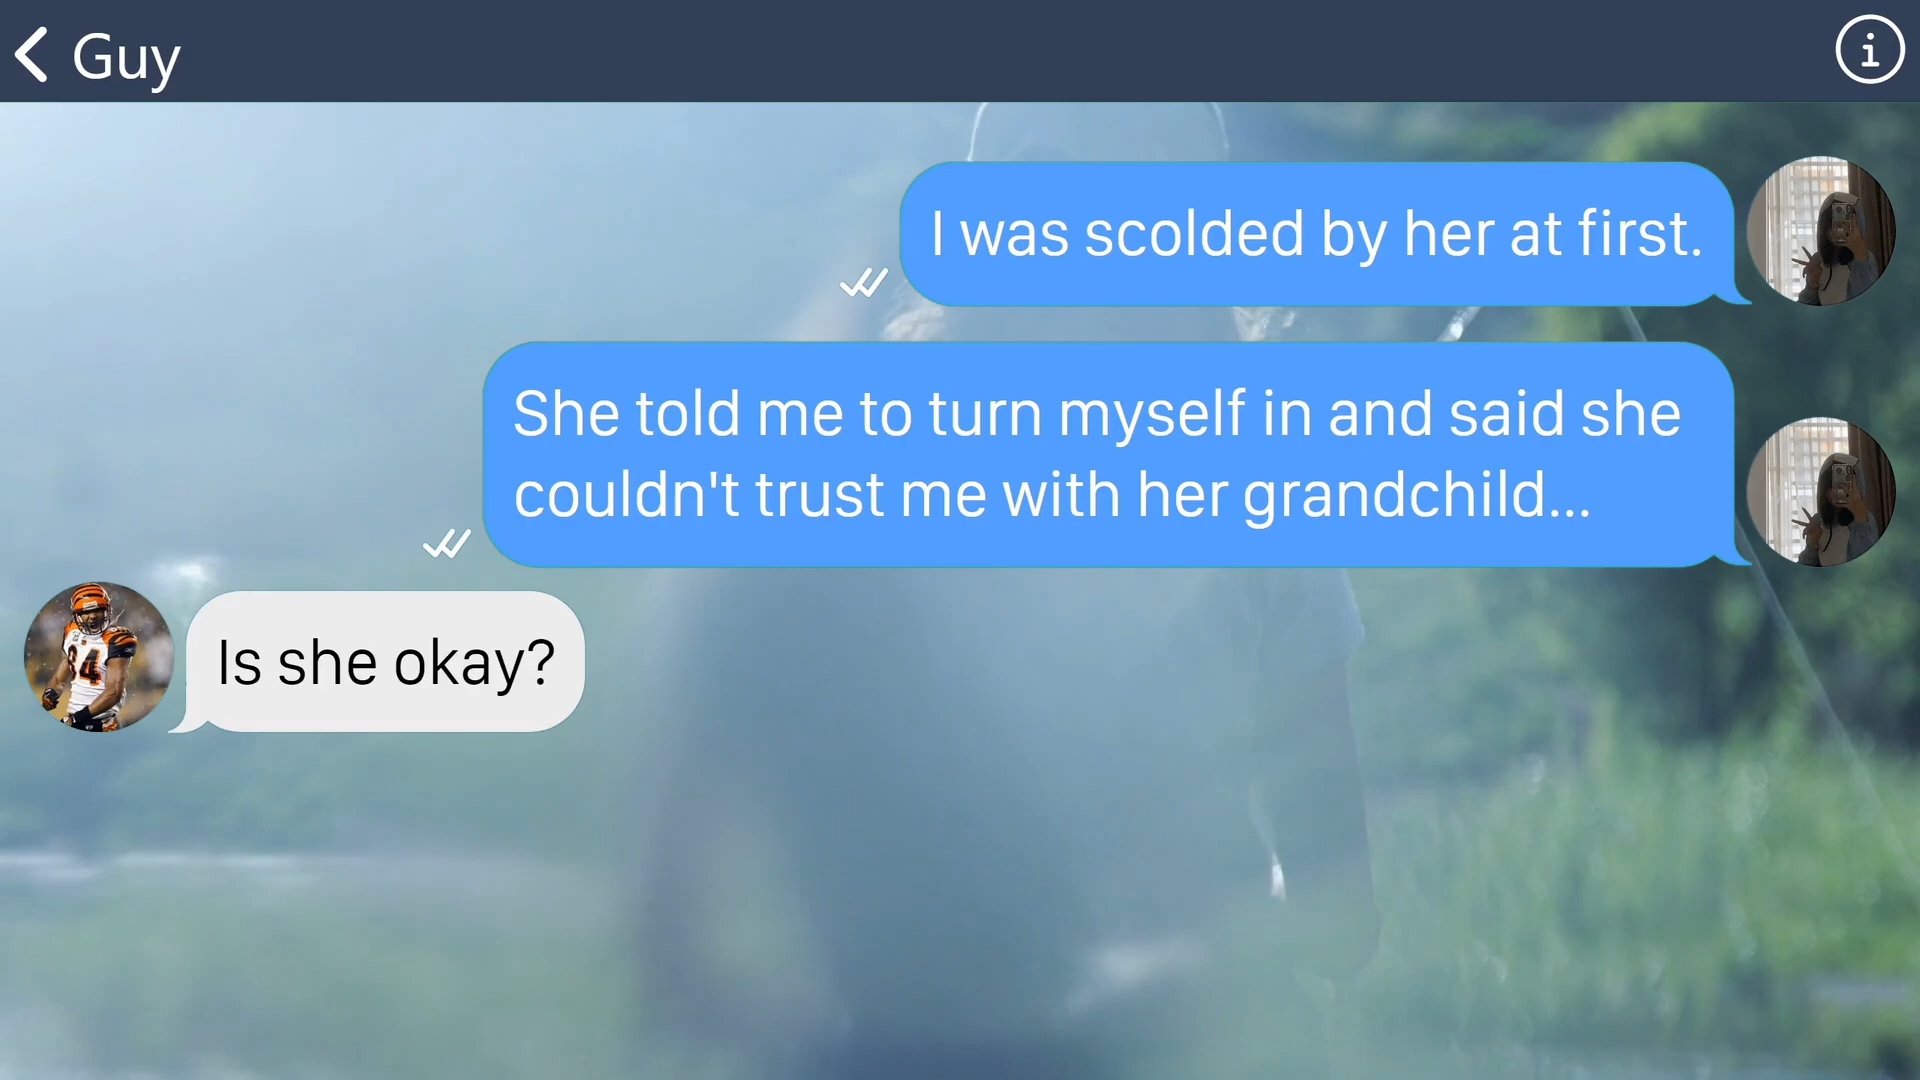 Guy
I was scolded by her at first.
She told me to turn myself in and said she
couldn't trust me with her grandchild...
Is she okay?
84